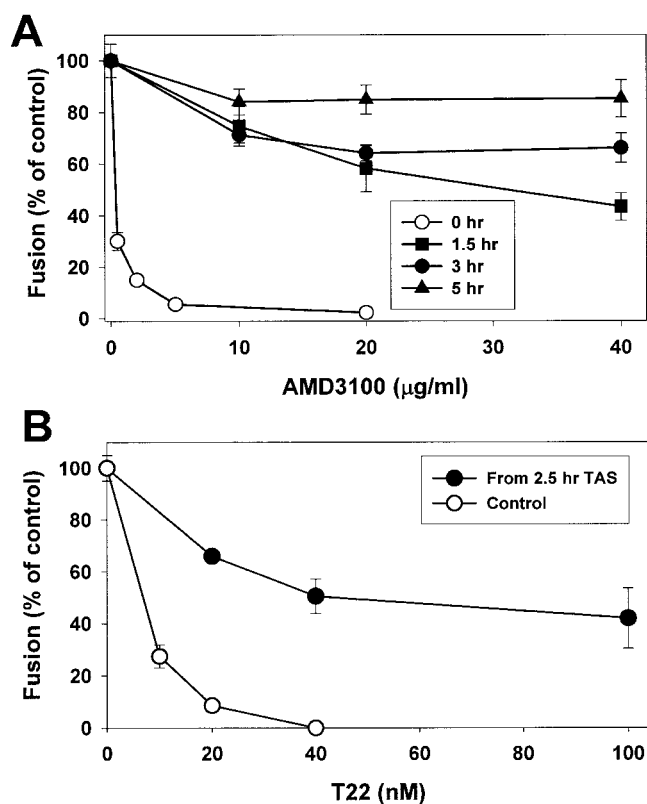 A
Fusion (% of control)
100
80
60
40
20
0
0 hr
1.5 hr
3 hr
5 hr
0 10 20 30 40
AMD3100 (μg/ml)
B
Fusion (% of control)
100
80
60
40
20
0
From 2.5 hr TAS
Control
0 20 40 60 80 100
T22 (nM)